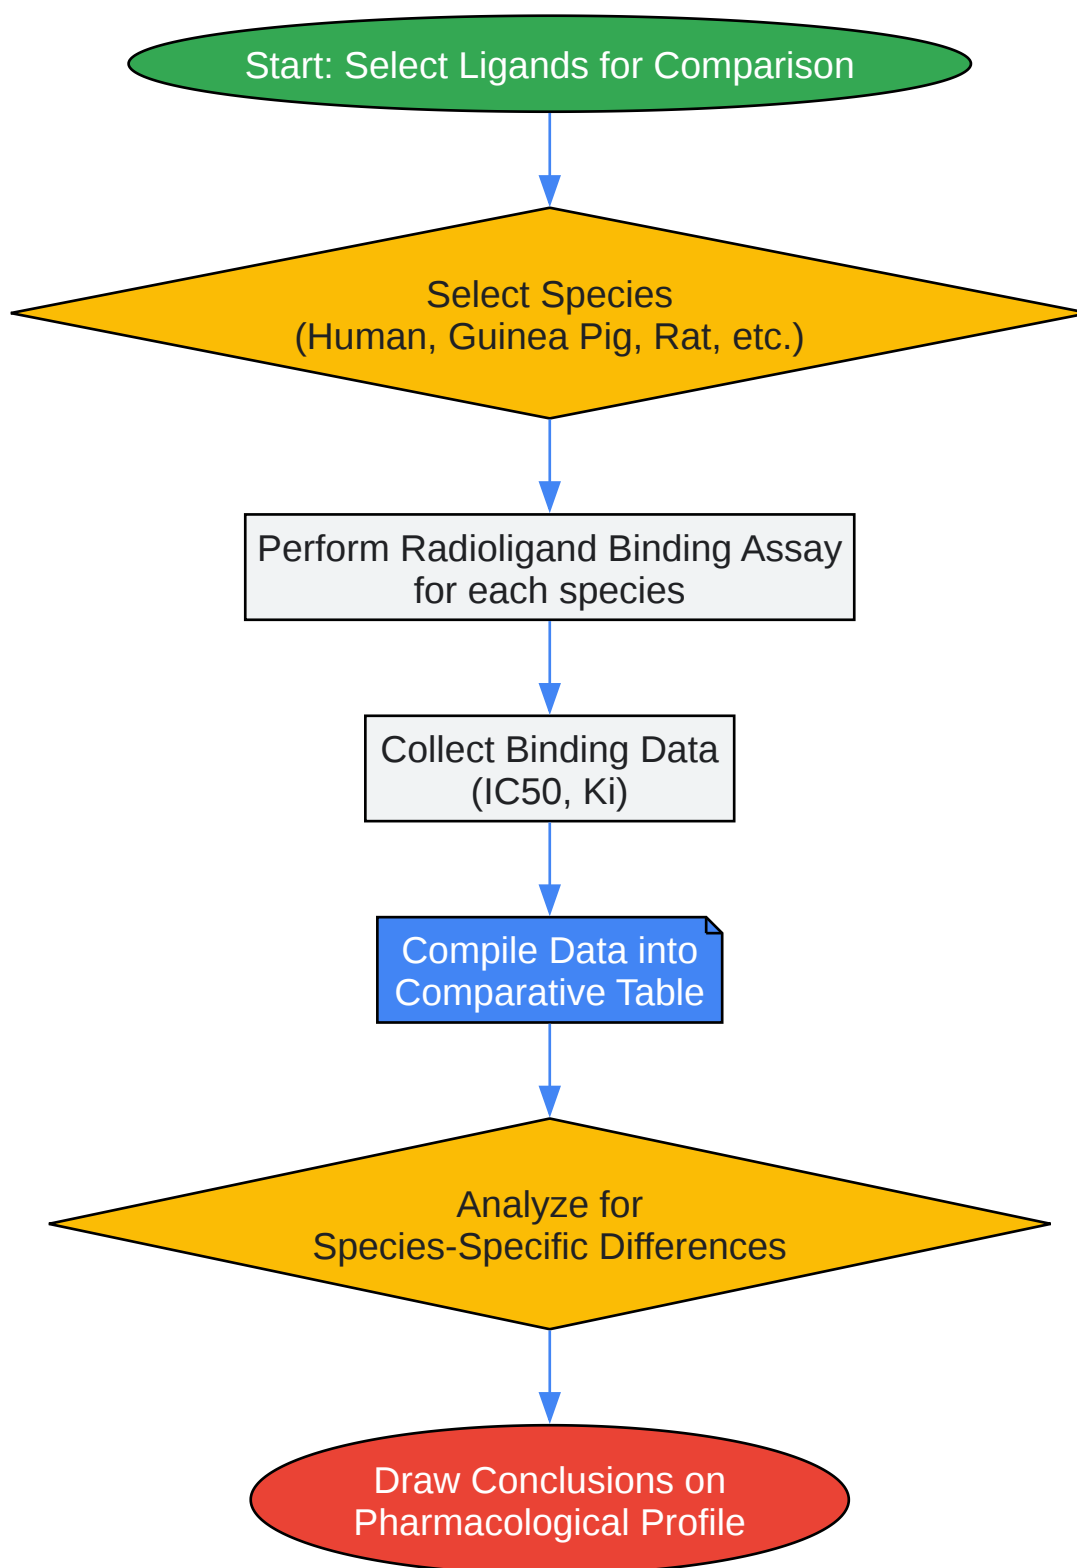 Start: Select Ligands for Comparison
Select Species
(Human, Guinea Pig, Rat, etc.)
Perform Radioligand Binding Assay
for each species
Collect Binding Data
(IC50, Ki)
Compile Data into
Comparative Table
Analyze for
Species-Specific Differences
Draw Conclusions on
Pharmacological Profile